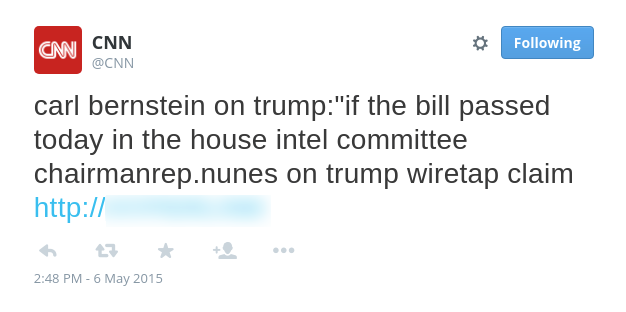 CNN
CNN
@CNN
Following
carl bernstein on trump:"if the bill passed
today in the house intel committee
chairmanrep.nunes on trump wiretap claim
http://
2:48 PM - 6 May 2015